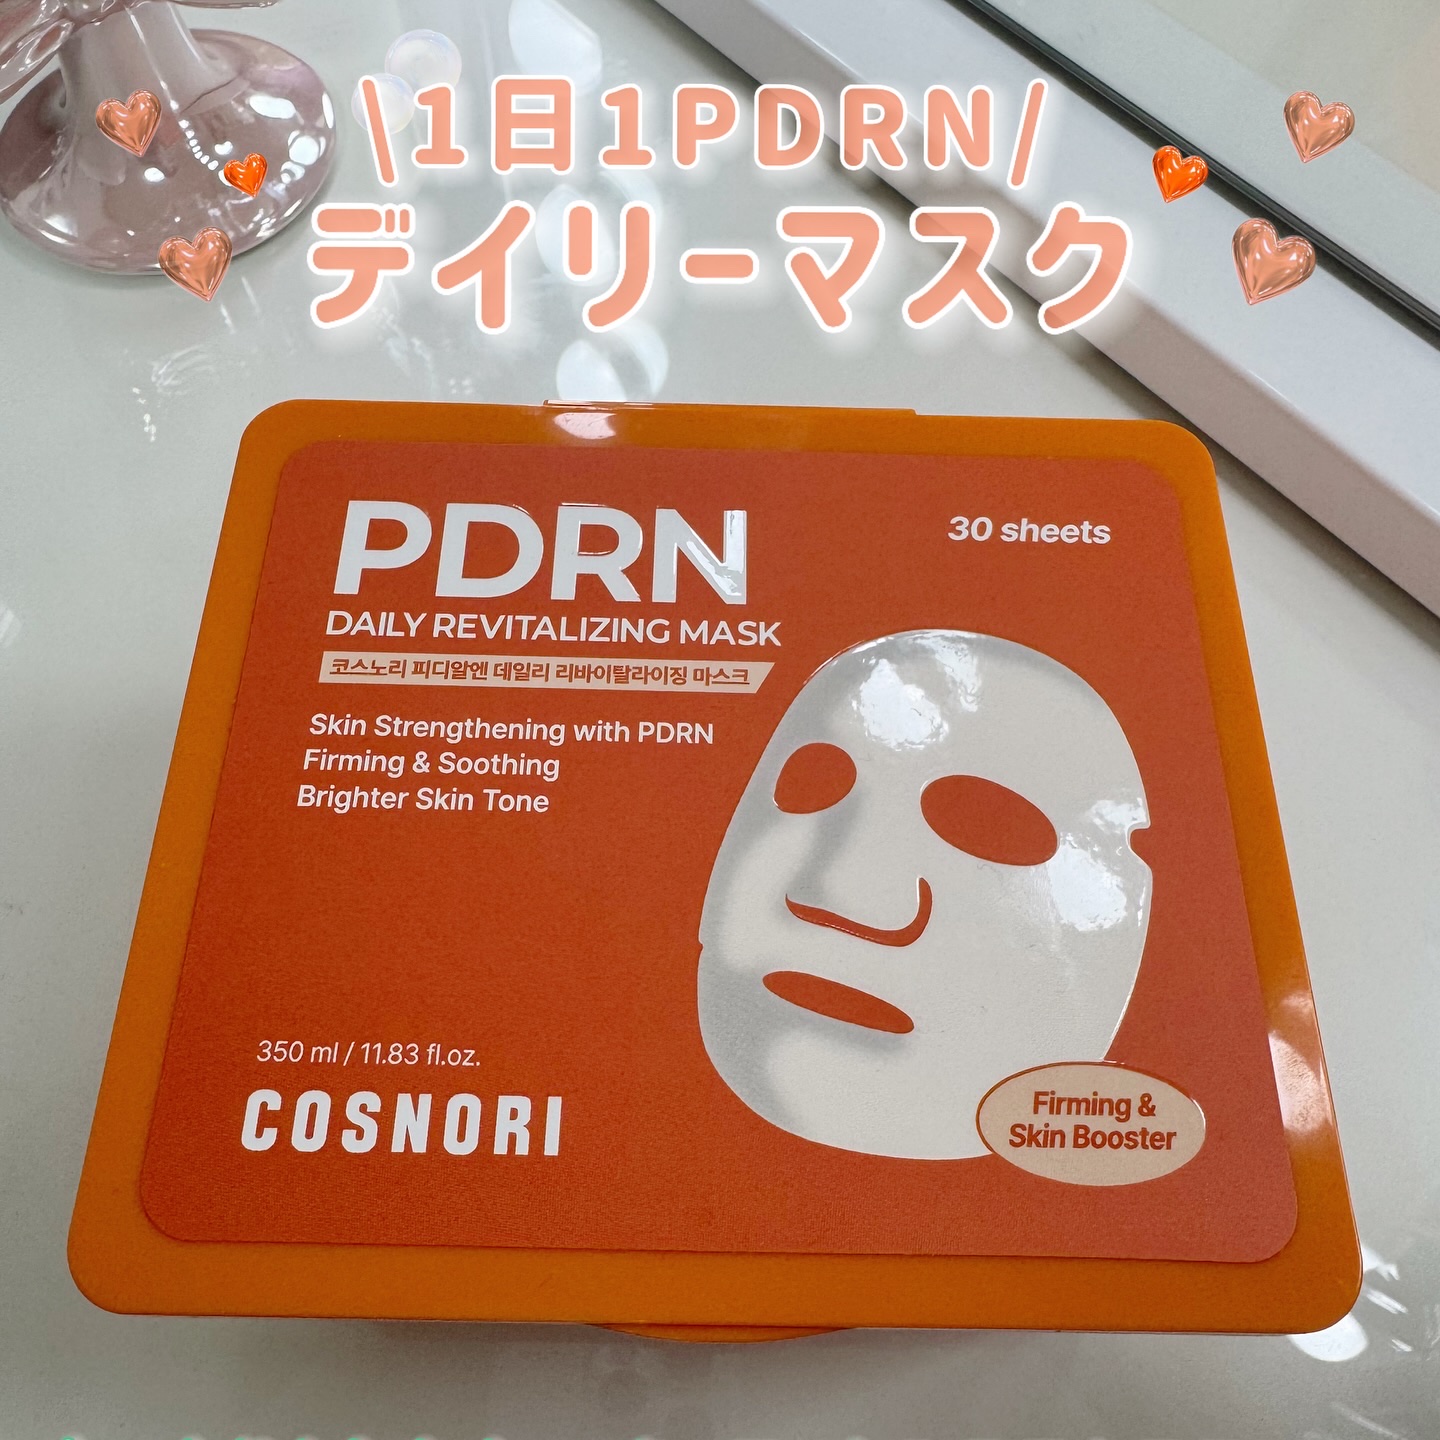 \1日1PDRN/
デイリーマスク
PDRN
30 sheets
DAILY REVITALIZING MASK
코스노리 피디알엔 데일리 리바이탈라이징 마스크
Skin Strengthening with PDRN
Firming & Soothing
Brighter Skin Tone
350 ml / 11.83 fl.oz.
COSNORI
Firming &
Skin Booster